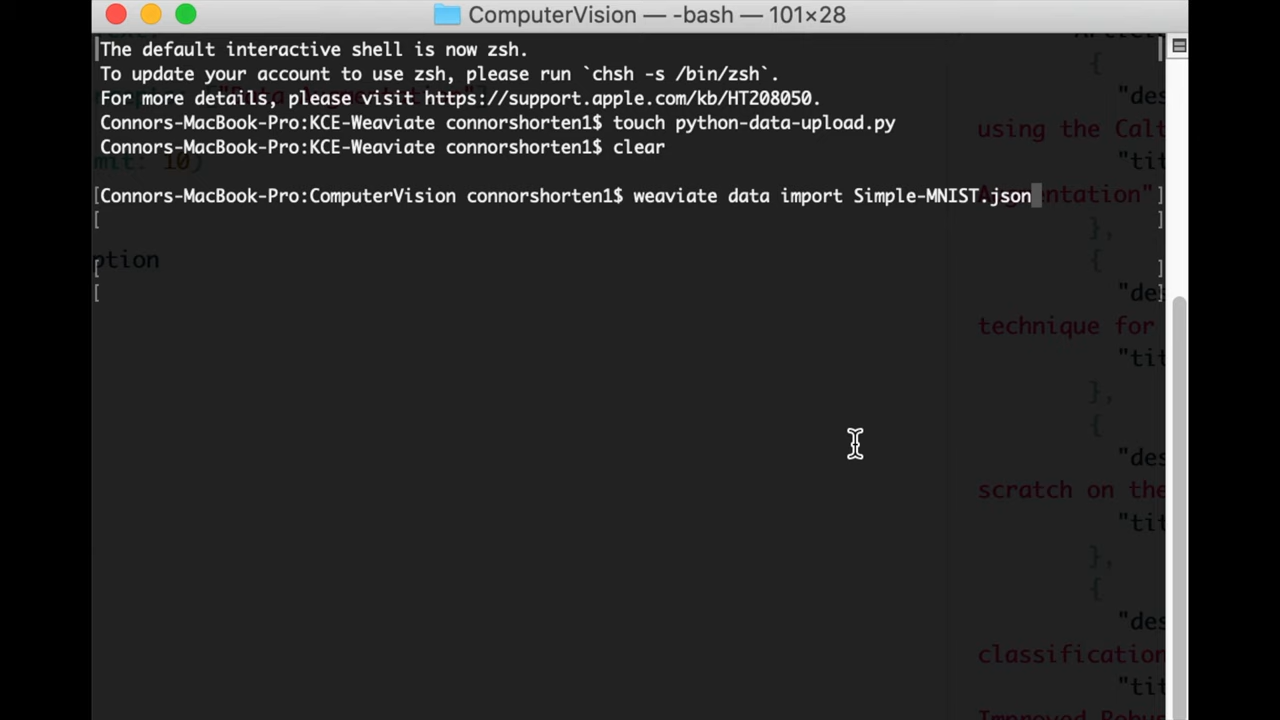 ComputerVision — -bash — 101×28
The default interactive shell is now zsh.
To update your account to use zsh, please run `chsh -s /bin/zsh`.
For more details, please visit https://support.apple.com/kb/HT208050.
Connors-MacBook-Pro:KCE-Weaviate connorshorten1$ touch python-data-upload.py
Connors-MacBook-Pro:KCE-Weaviate connorshorten1$ clear
[Connors-MacBook-Pro:ComputerVision connorshorten1$ weaviate data import Simple-MNIST.json ]
[ ]
[ ]
[ ]
mit: 10)
ption
{
"des
using the Calt
"tit
},
{
technique for
"tit
},
{
"des
scratch on the
"tit
},
{
"des
classification
"tit